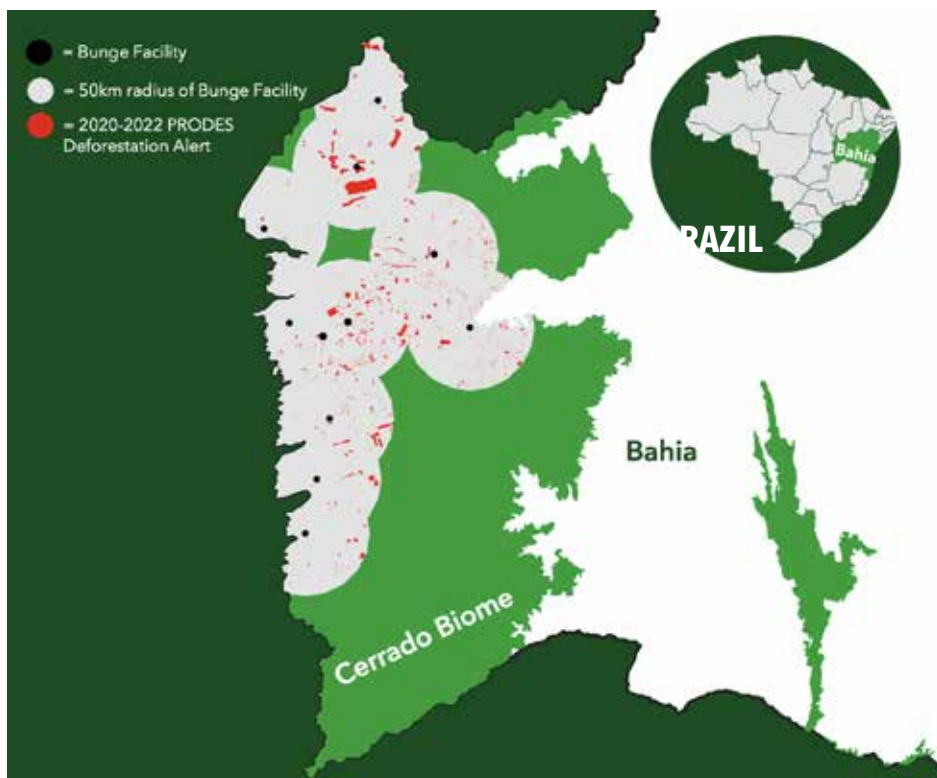 = Bunge Facility
= 50km radius of Bunge Facility
= 2020-2022 PRODES
Deforestation Alert
Bahia
RAZIL
Bahia
Cerrado Biome